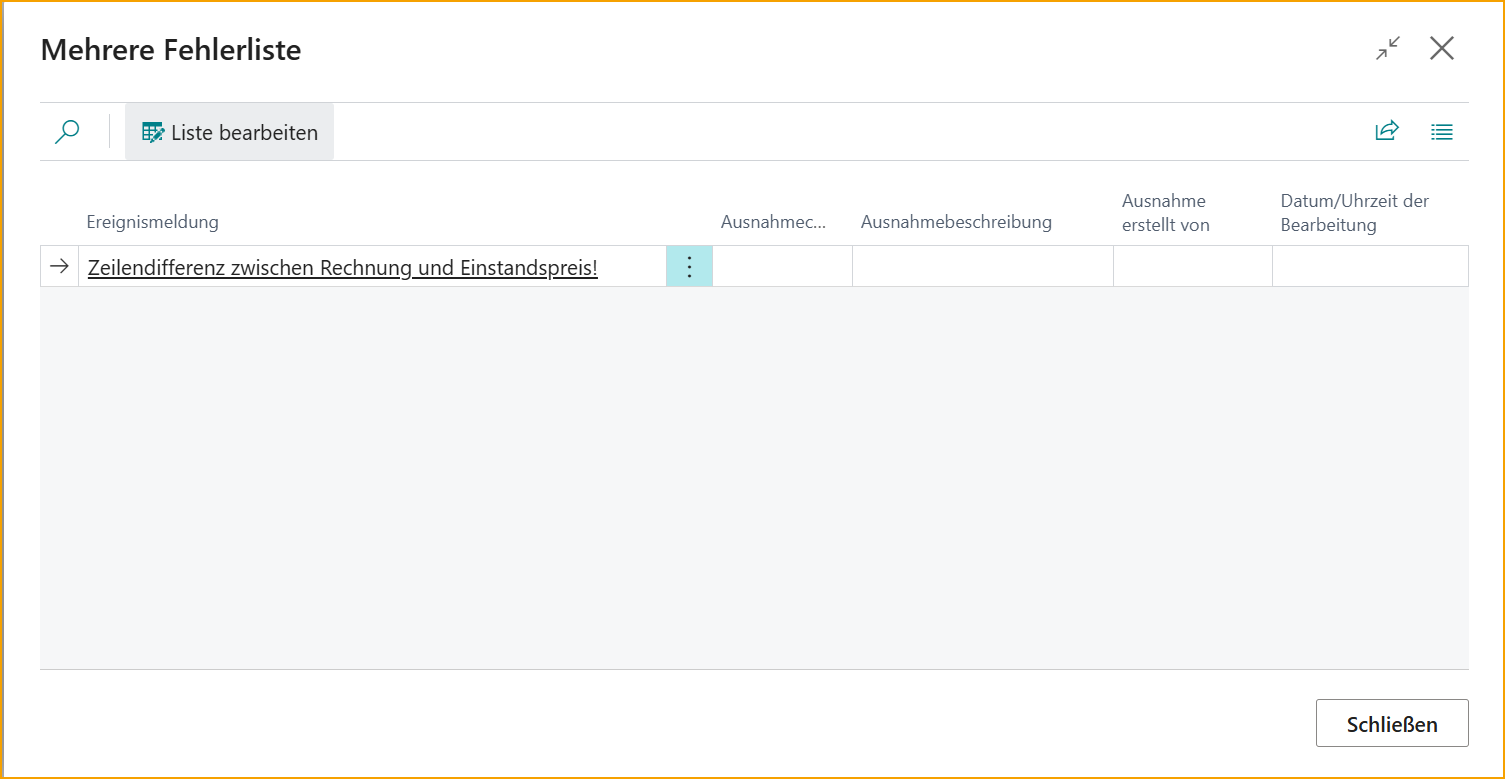 Mehrere Fehlerliste
Liste bearbeiten
Ereignismeldung
Ausnahmec...
Ausnahmebeschreibung
Ausnahme
erstellt von
Datum/Uhrzeit der
Bearbeitung
Zeilendifferenz zwischen Rechnung und Einstandspreis!
Schließen